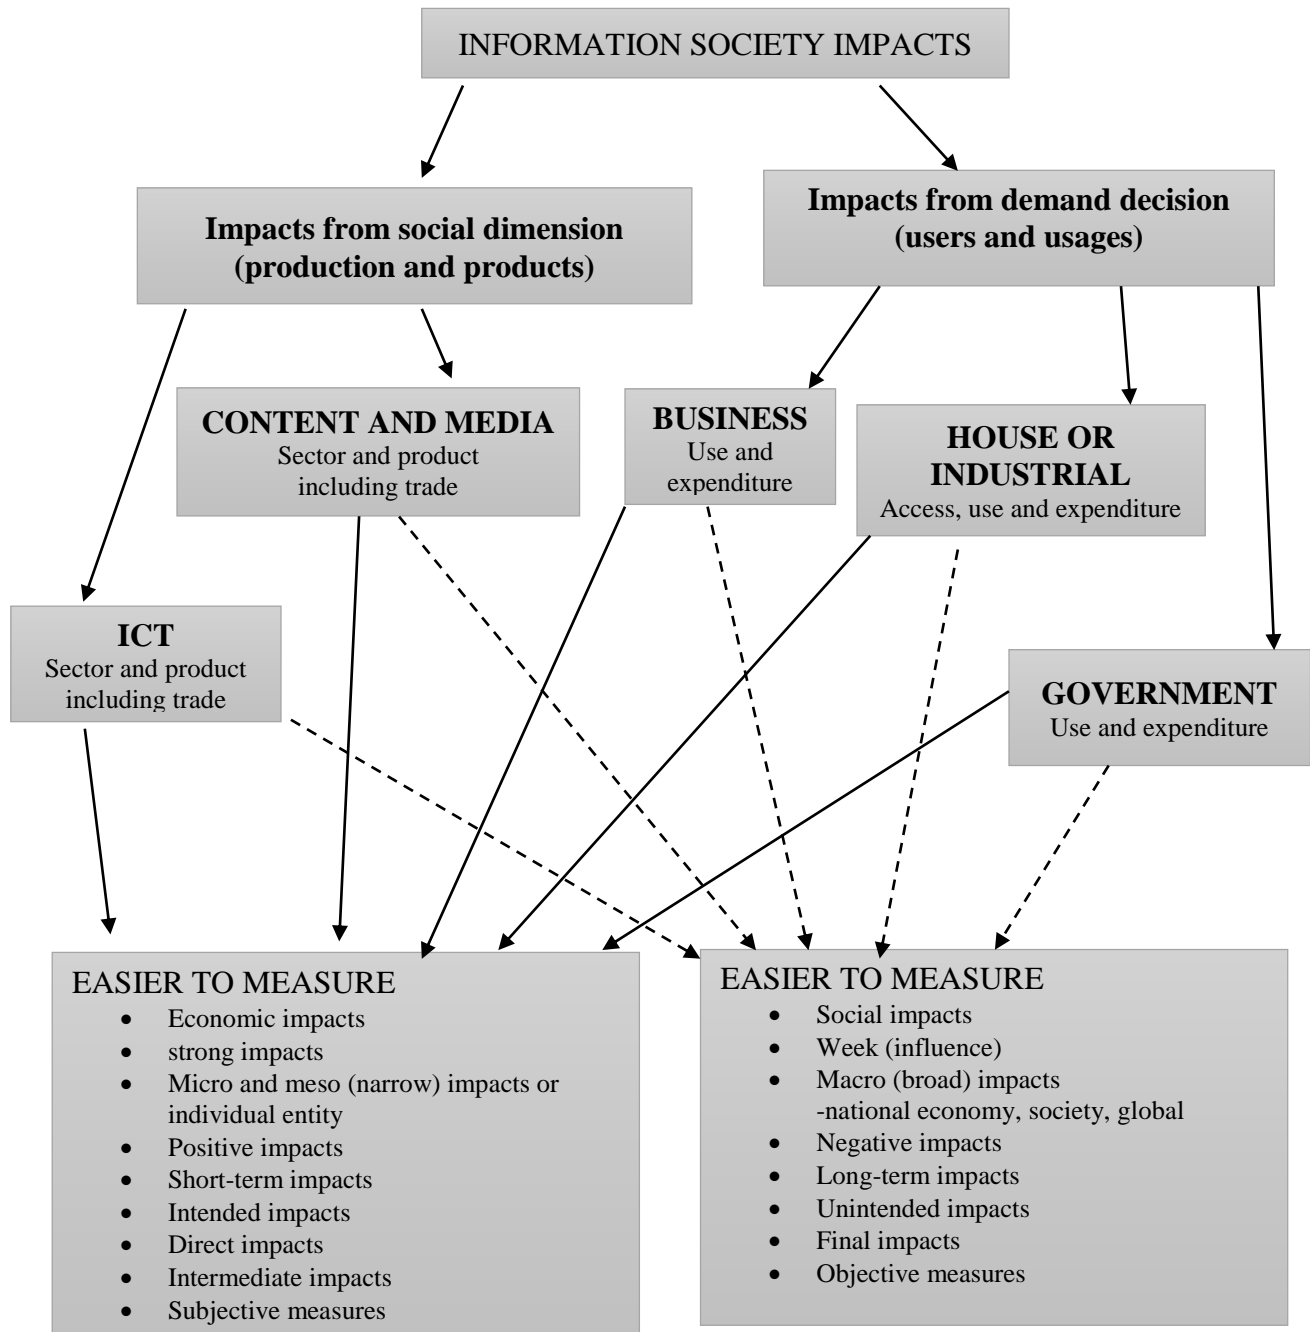 INFORMATION SOCIETY IMPACTS
Impacts from social dimension
(production and products)
Impacts from demand decision
(users and usages)
CONTENT AND MEDIA
Sector and product
including trade
BUSINESS
Use and
expenditure
HOUSE OR
INDUSTRIAL
Access, use and expenditure
ICT
Sector and product
including trade
GOVERNMENT
Use and expenditure
EASIER TO MEASURE
• Economic impacts
• strong impacts
• Micro and meso (narrow) impacts or
individual entity
• Positive impacts
• Short-term impacts
• Intended impacts
• Direct impacts
• Intermediate impacts
• Subjective measures
EASIER TO MEASURE
• Social impacts
• Week (influence)
• Macro (broad) impacts
-national economy, society, global
• Negative impacts
• Long-term impacts
• Unintended impacts
• Final impacts
• Objective measures